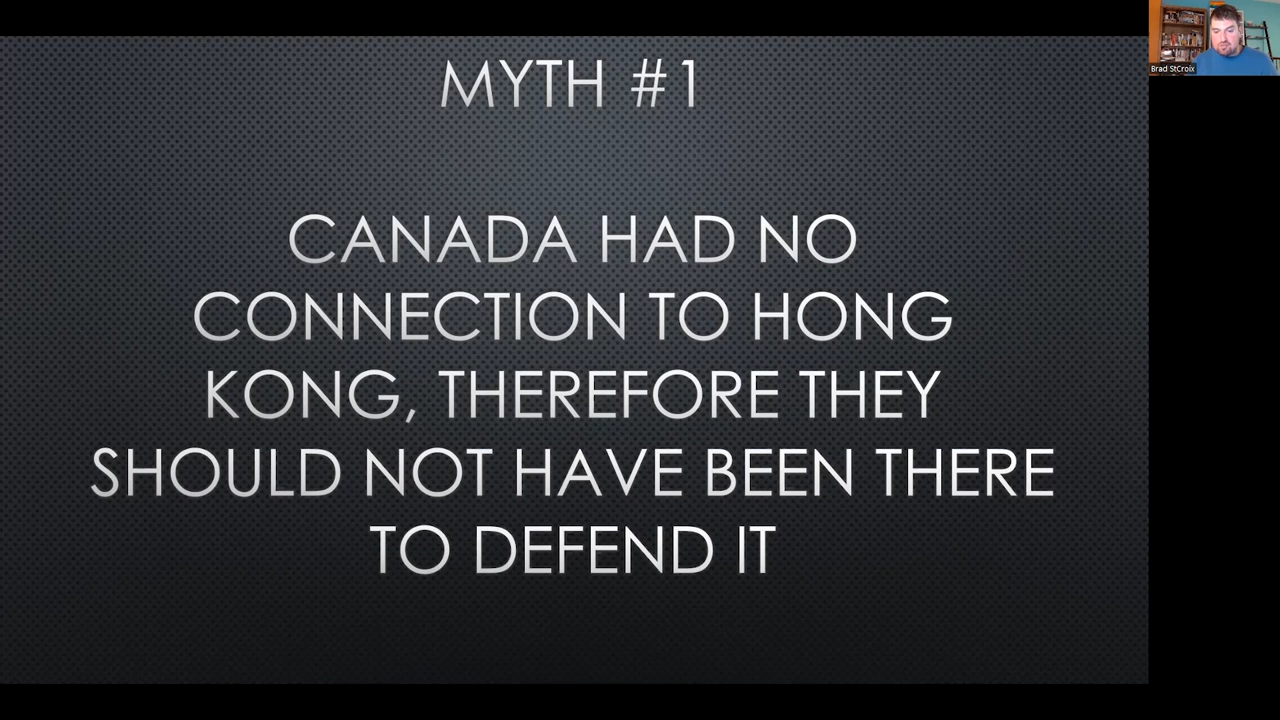 MYTH #1
CANADA HAD NO
CONNECTION TO HONG
KONG, THEREFORE THEY
SHOULD NOT HAVE BEEN THERE
TO DEFEND IT
Brad StCroix